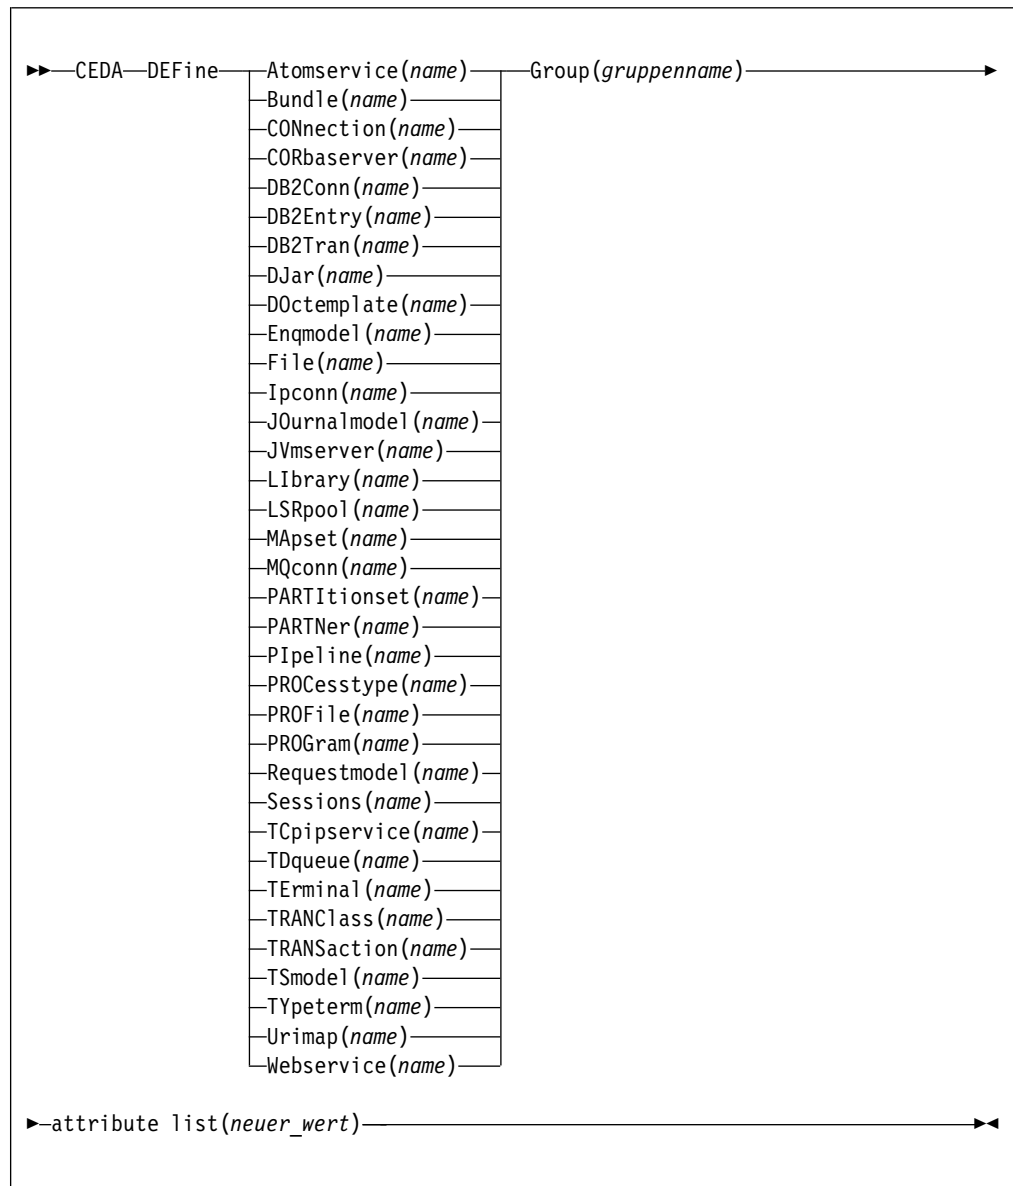 CEDA DEFine Atomservice(name) Group(gruppenname)
Bundle(name)
CONnection(name)
CORbaserver(name)
DB2Conn(name)
DB2Entry(name)
DB2Tran(name)
DJar(name)
DOctemplate(name)
Enqmodel(name)
File(name)
Ipconn(name)
JOurnalmodel(name)
JVmserver(name)
LIbrary(name)
LSRpool(name)
MApset(name)
MQconn(name)
PARTItionset(name)
PARTNer(name)
PIpeline(name)
PROCesstype(name)
PROFile(name)
PROGram(name)
Requestmodel(name)
Sessions(name)
TCpipservice(name)
TDqueue(name)
TErminal(name)
TRANClass(name)
TRANSaction(name)
TSmodel(name)
TYpeterm(name)
Urimap(name)
Webservice(name)
attribute list(neuer_wert)